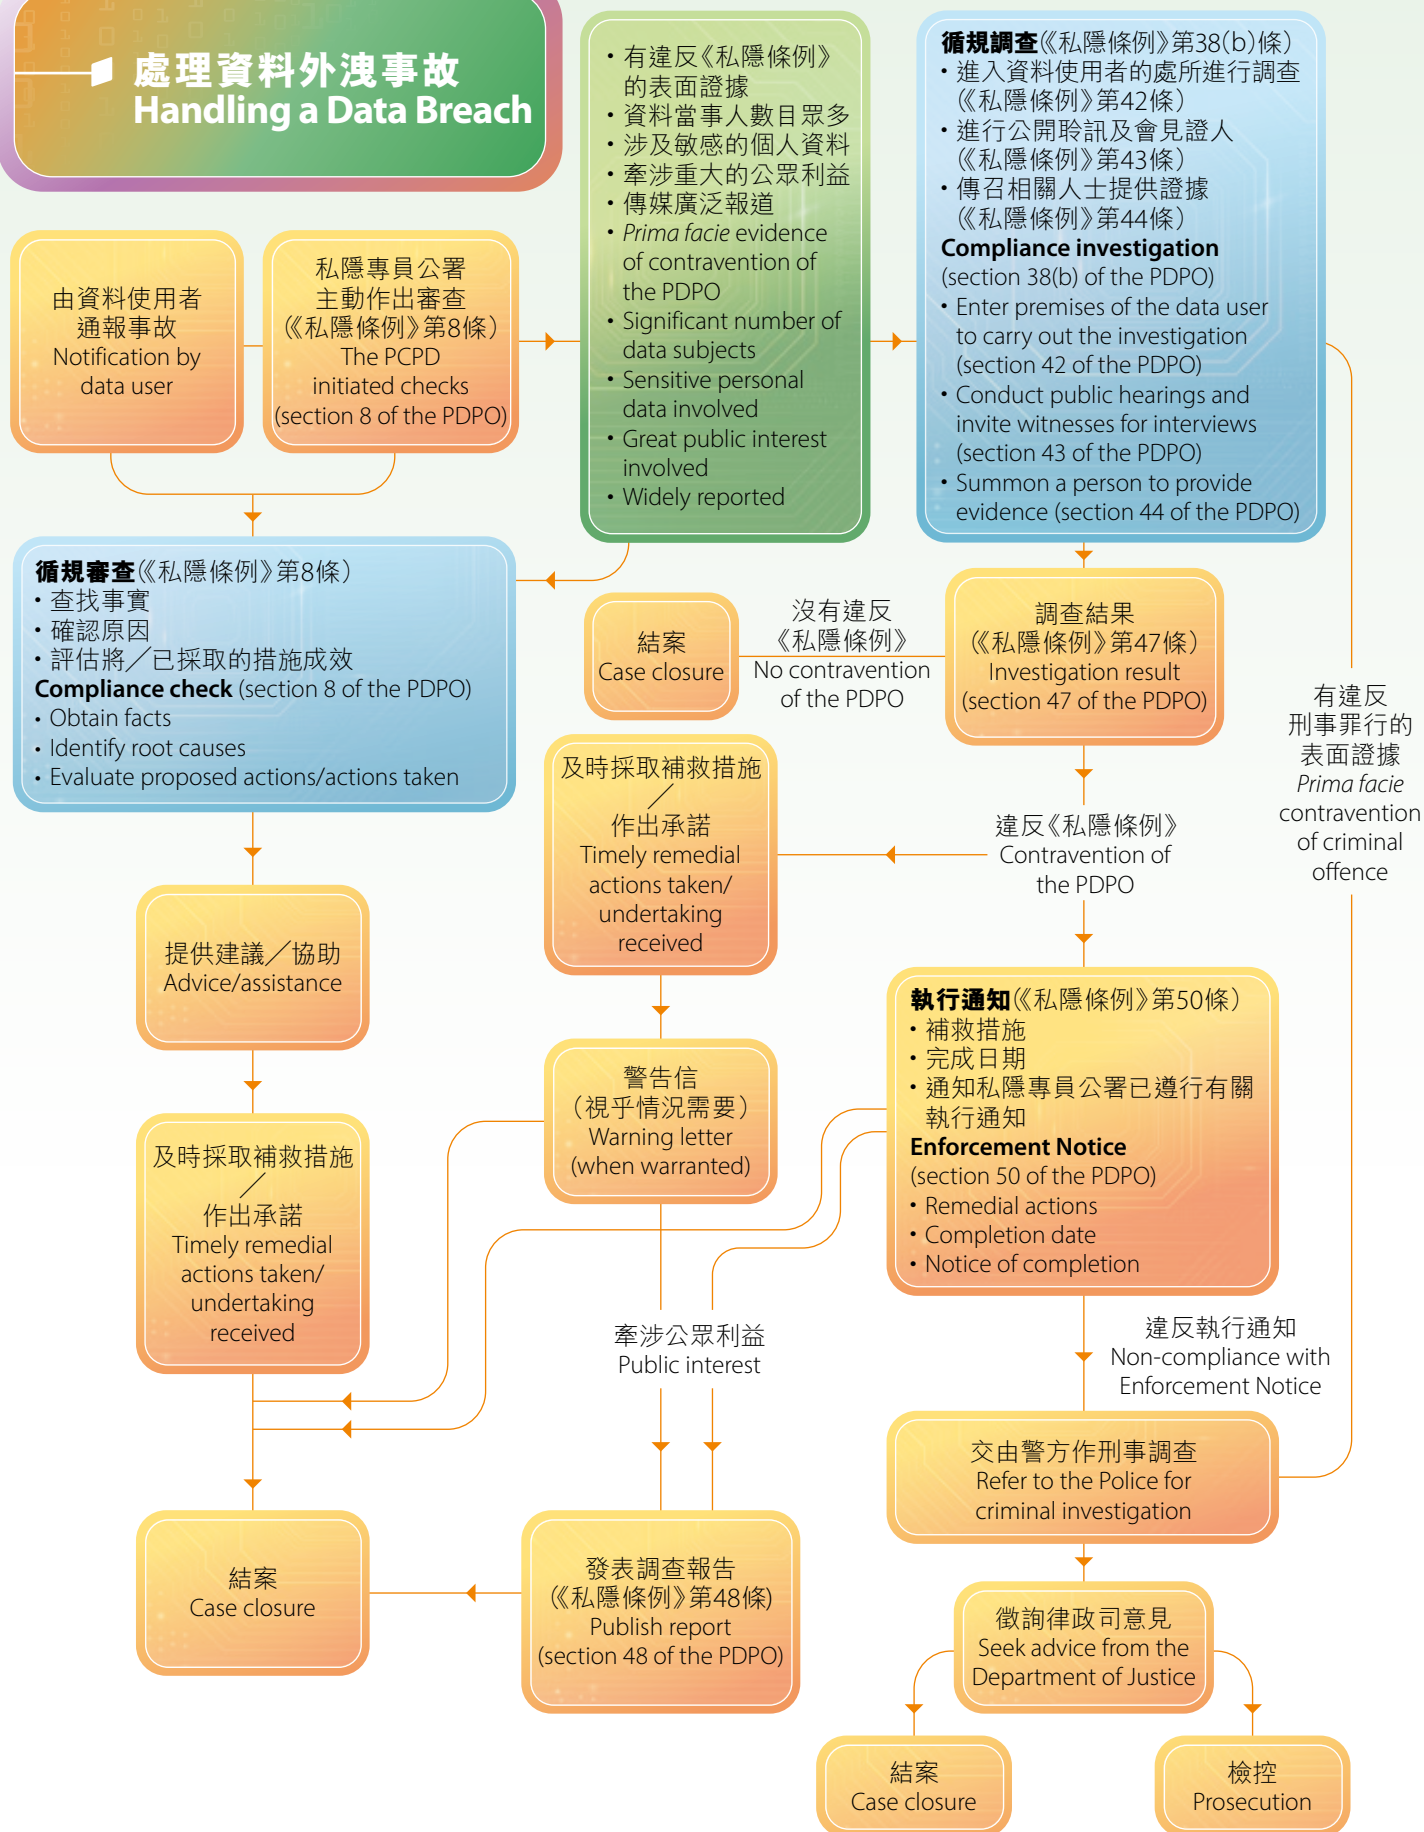 處理資料外洩事故
Handling a Data Breach
由資料使用者
通報事故
Notification by
data user
私隱專員公署
主動作出審查
(《私隱條例》第8條)
The PCPD
initiated checks
(section 8 of the PDPO)
• 有違反《私隱條例》
的表面證據
• 資料當事人數目眾多
• 涉及敏感的個人資料
• 牽涉重大的公眾利益
• 傳媒廣泛報道
• Prima facie evidence
of contravention of
the PDPO
• Significant number of
data subjects
• Sensitive personal
data involved
• Great public interest
involved
• Widely reported
循規調查(《私隱條例》第38(b)條)
• 進入資料使用者的處所進行調查
(《私隱條例》第42條)
• 進行公開聆訊及會見證人
(《私隱條例》第43條)
• 傳召相關人士提供證據
(《私隱條例》第44條)
Compliance investigation
(section 38(b) of the PDPO)
• Enter premises of the data user
to carry out the investigation
(section 42 of the PDPO)
• Conduct public hearings and
invite witnesses for interviews
(section 43 of the PDPO)
• Summon a person to provide
evidence (section 44 of the PDPO)
循規審查(《私隱條例》第8條)
• 查找事實
• 確認原因
• 評估將／已採取的措施成效
Compliance check (section 8 of the PDPO)
• Obtain facts
• Identify root causes
• Evaluate proposed actions/actions taken
結案
Case closure
沒有違反
《私隱條例》
No contravention
of the PDPO
調查結果
(《私隱條例》第47條)
Investigation result
(section 47 of the PDPO)
有違反
刑事罪行的
表面證據
Prima facie
contravention
of criminal
offence
及時採取補救措施
／
作出承諾
Timely remedial
actions taken/
undertaking
received
違反《私隱條例》
Contravention of
the PDPO
提供建議／協助
Advice/assistance
執行通知(《私隱條例》第50條)
• 補救措施
• 完成日期
• 通知私隱專員公署已遵行有關
執行通知
Enforcement Notice
(section 50 of the PDPO)
• Remedial actions
• Completion date
• Notice of completion
警告信
(視乎情況需要)
Warning letter
(when warranted)
及時採取補救措施
／
作出承諾
Timely remedial
actions taken/
undertaking
received
牽涉公眾利益
Public interest
違反執行通知
Non-compliance with
Enforcement Notice
交由警方作刑事調查
Refer to the Police for
criminal investigation
結案
Case closure
發表調查報告
(《私隱條例》第48條)
Publish report
(section 48 of the PDPO)
徵詢律政司意見
Seek advice from the
Department of Justice
結案
Case closure
檢控
Prosecution